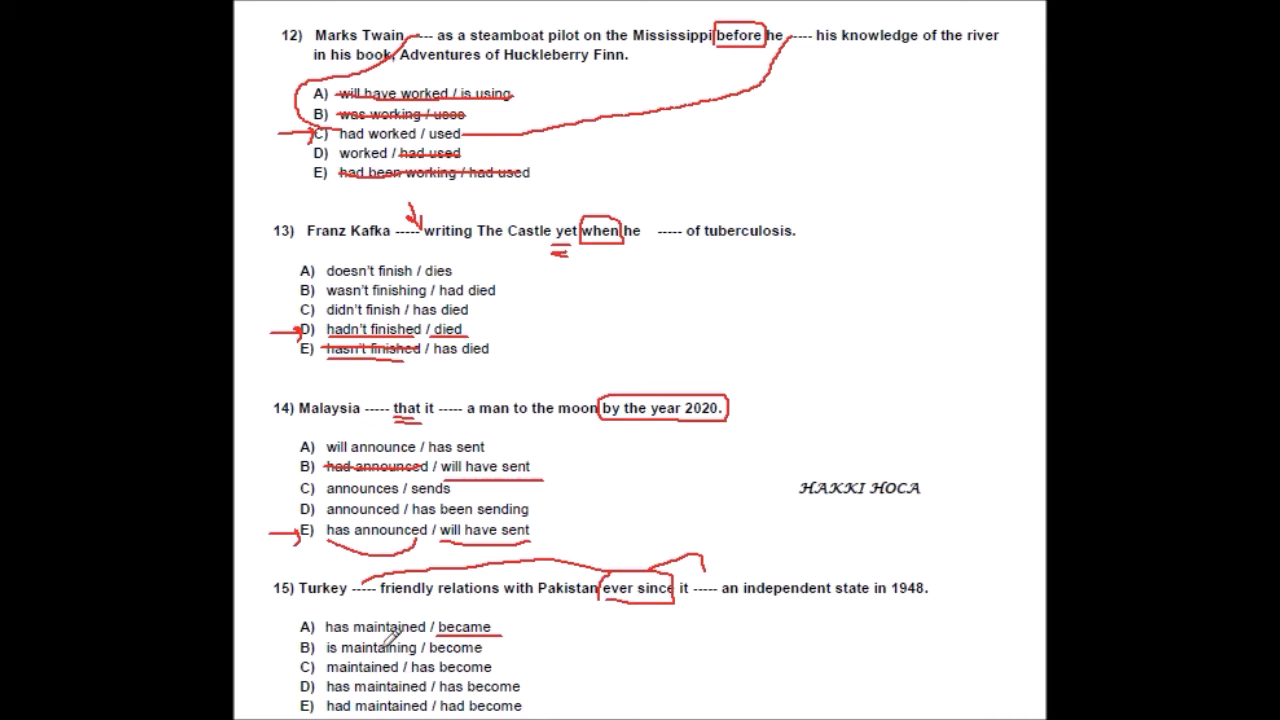 12) Marks Twain ----- as a steamboat pilot on the Mississippi before he ----- his knowledge of the river
in his book, Adventures of Huckleberry Finn.
A) will have worked / is using
B) was working / uses
C) had worked / used
D) worked / had used
E) had been working / had used
13) Franz Kafka ----- writing The Castle yet when he ----- of tuberculosis.
A) doesn't finish / dies
B) wasn't finishing / had died
C) didn't finish / has died
D) hadn't finished / died
E) hasn't finished / has died
14) Malaysia ----- that it ----- a man to the moon by the year 2020.
A) will announce / has sent
B) had announced / will have sent
C) announces / sends
HAKKI HOCA
D) announced / has been sending
E) has announced / will have sent
15) Turkey ----- friendly relations with Pakistan ever since it ----- an independent state in 1948.
A) has maintained / became
B) is maintaining / become
C) maintained / has become
D) has maintained / has become
E) had maintained / had become